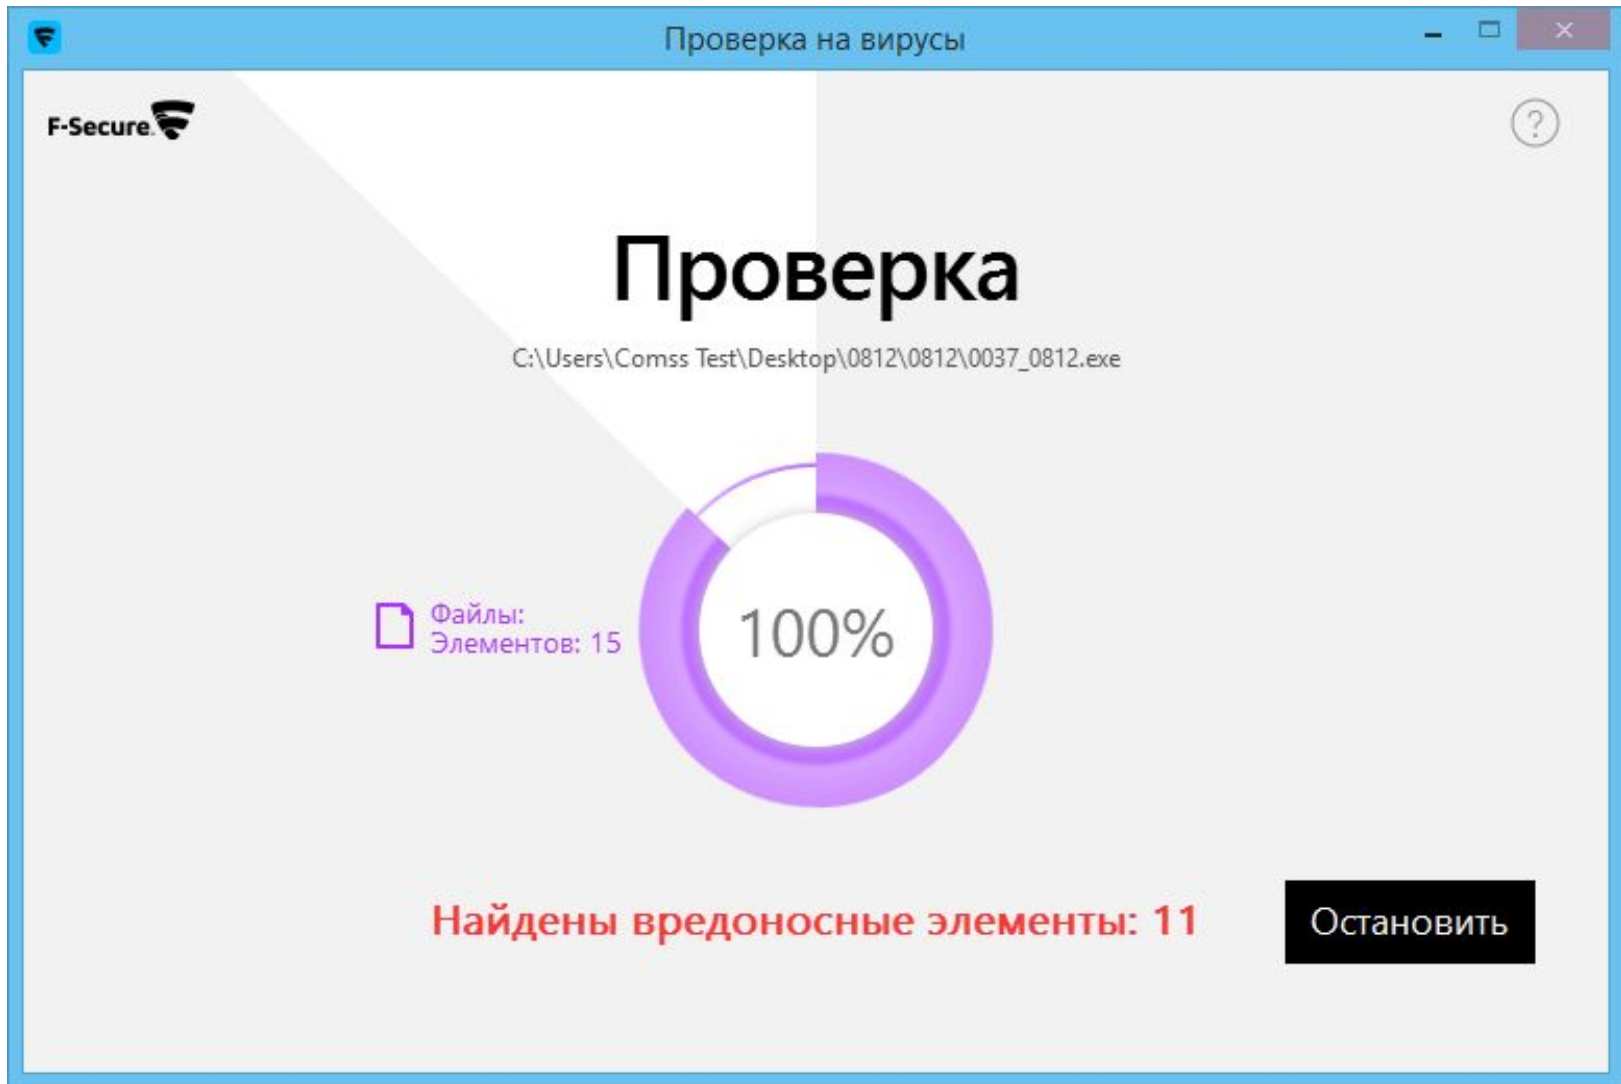 Проверка на вирусы
F-Secure.
?
Проверка
C:\Users\Comss Test\Desktop\0812\0812\0037_0812.exe
Файлы:
Элементов: 15
100%
Найдены вредоносные элементы: 11
Остановить